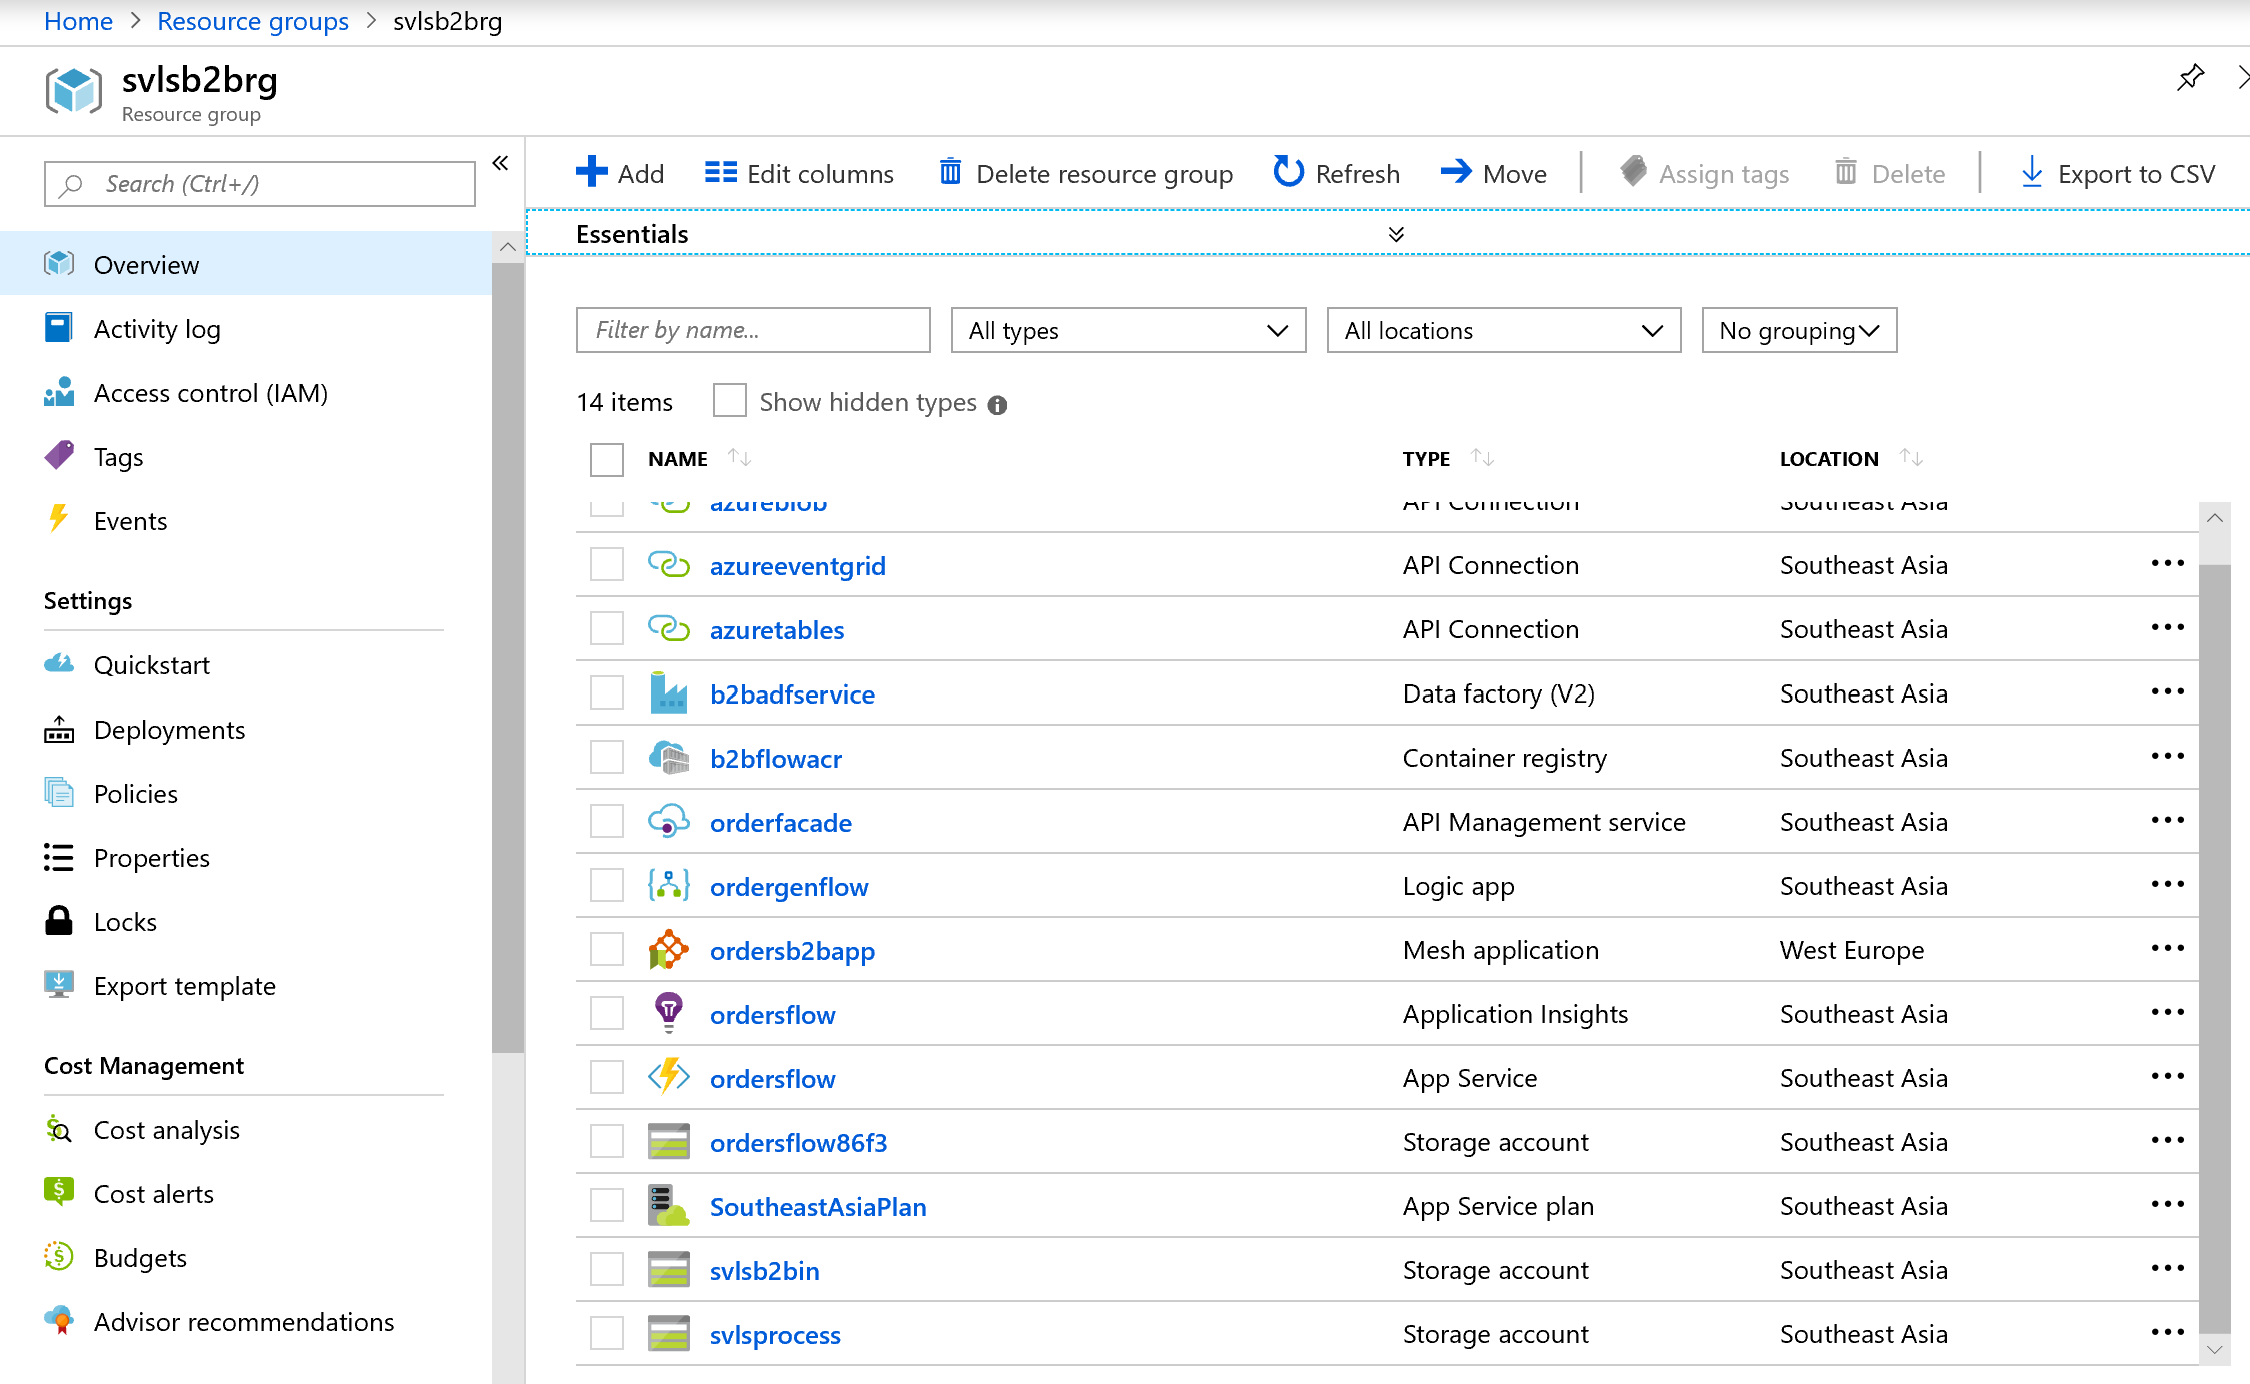 Home > Resource groups > svlsb2brg
svlsb2brg
Resource group
Search (Ctrl+/)
Overview
Activity log
Access control (IAM)
Tags
Events
Settings
Quickstart
Deployments
Policies
Properties
Locks
Export template
Cost Management
Cost analysis
Cost alerts
Budgets
Advisor recommendations
Add Edit columns Delete resource group Refresh Move Assign tags Delete Export to CSV
Essentials
Filter by name... All types All locations No grouping
14 items Show hidden types
NAME TYPE LOCATION
azureblob API Connection Southeast Asia
azureeventgrid API Connection Southeast Asia
azuretables API Connection Southeast Asia
b2badfservice Data factory (V2) Southeast Asia
b2bflowacr Container registry Southeast Asia
orderfacade API Management service Southeast Asia
ordergenflow Logic app Southeast Asia
ordersb2bapp Mesh application West Europe
ordersflow Application Insights Southeast Asia
ordersflow App Service Southeast Asia
ordersflow86f3 Storage account Southeast Asia
SoutheastAsiaPlan App Service plan Southeast Asia
svlsb2bin Storage account Southeast Asia
svlsprocess Storage account Southeast Asia